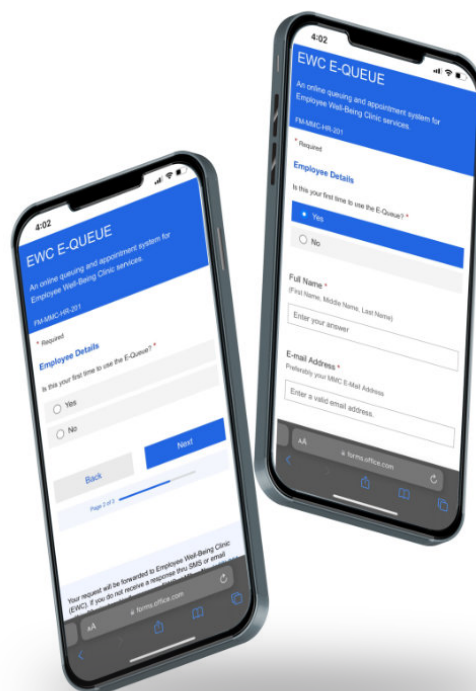 4:02
EWC E-QUEUE
An online queuing and appointment system for
Employee Well-Being Clinic services.
FM-MMC-HR-201
* Required
Employee Details
Is this your first time to use the E-Queue? *
Yes
No
Back
Next
Page 2 of 3
Your request will be forwarded to Employee Well-Being Clinic
(EWC). If you do not receive a response thru SMS or email
AA
forms.office.com
4:02
EWC E-QUEUE
An online queuing and appointment system for
Employee Well-Being Clinic services.
FM-MMC-HR-201
* Required
Employee Details
Is this your first time to use the E-Queue? *
Yes
No
Full Name *
(First Name, Middle Name, Last Name)
Enter your answer
E-mail Address *
Preferably your MMC E-Mail Address
Enter a valid email address.
AA
forms.office.com